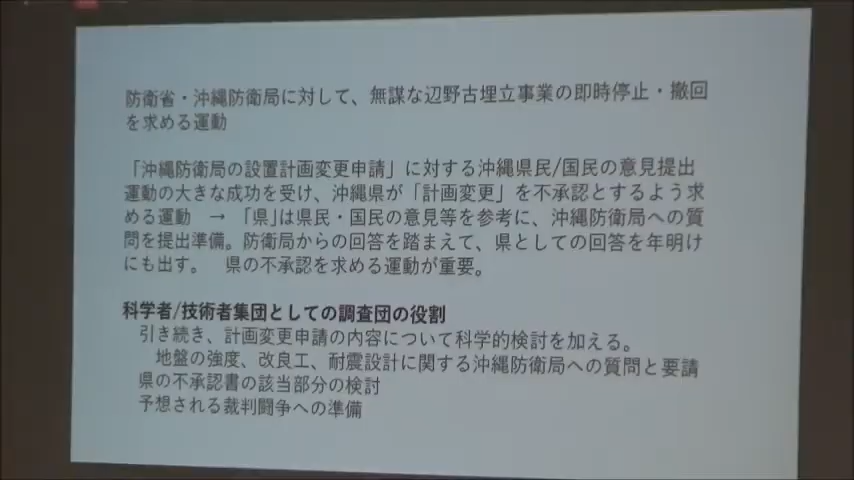 防衛省・沖縄防衛局に対して、無謀な辺野古埋立事業の即時停止・撤回
を求める運動
「沖縄防衛局の設置計画変更申請」に対する沖縄県民/国民の意見提出
運動の大きな成功を受け、沖縄県が「計画変更」を不承認とするよう求
める運動　→　「県」は県民・国民の意見等を参考に、沖縄防衛局への質
問を提出準備。防衛局からの回答を踏まえて、県としての回答を年明け
にも出す。　県の不承認を求める運動が重要。
科学者/技術者集団としての調査団の役割
引き続き、計画変更申請の内容について科学的検討を加える。
地盤の強度、改良工、耐震設計に関する沖縄防衛局への質問と要請
県の不承認書の該当部分の検討
予想される裁判闘争への準備